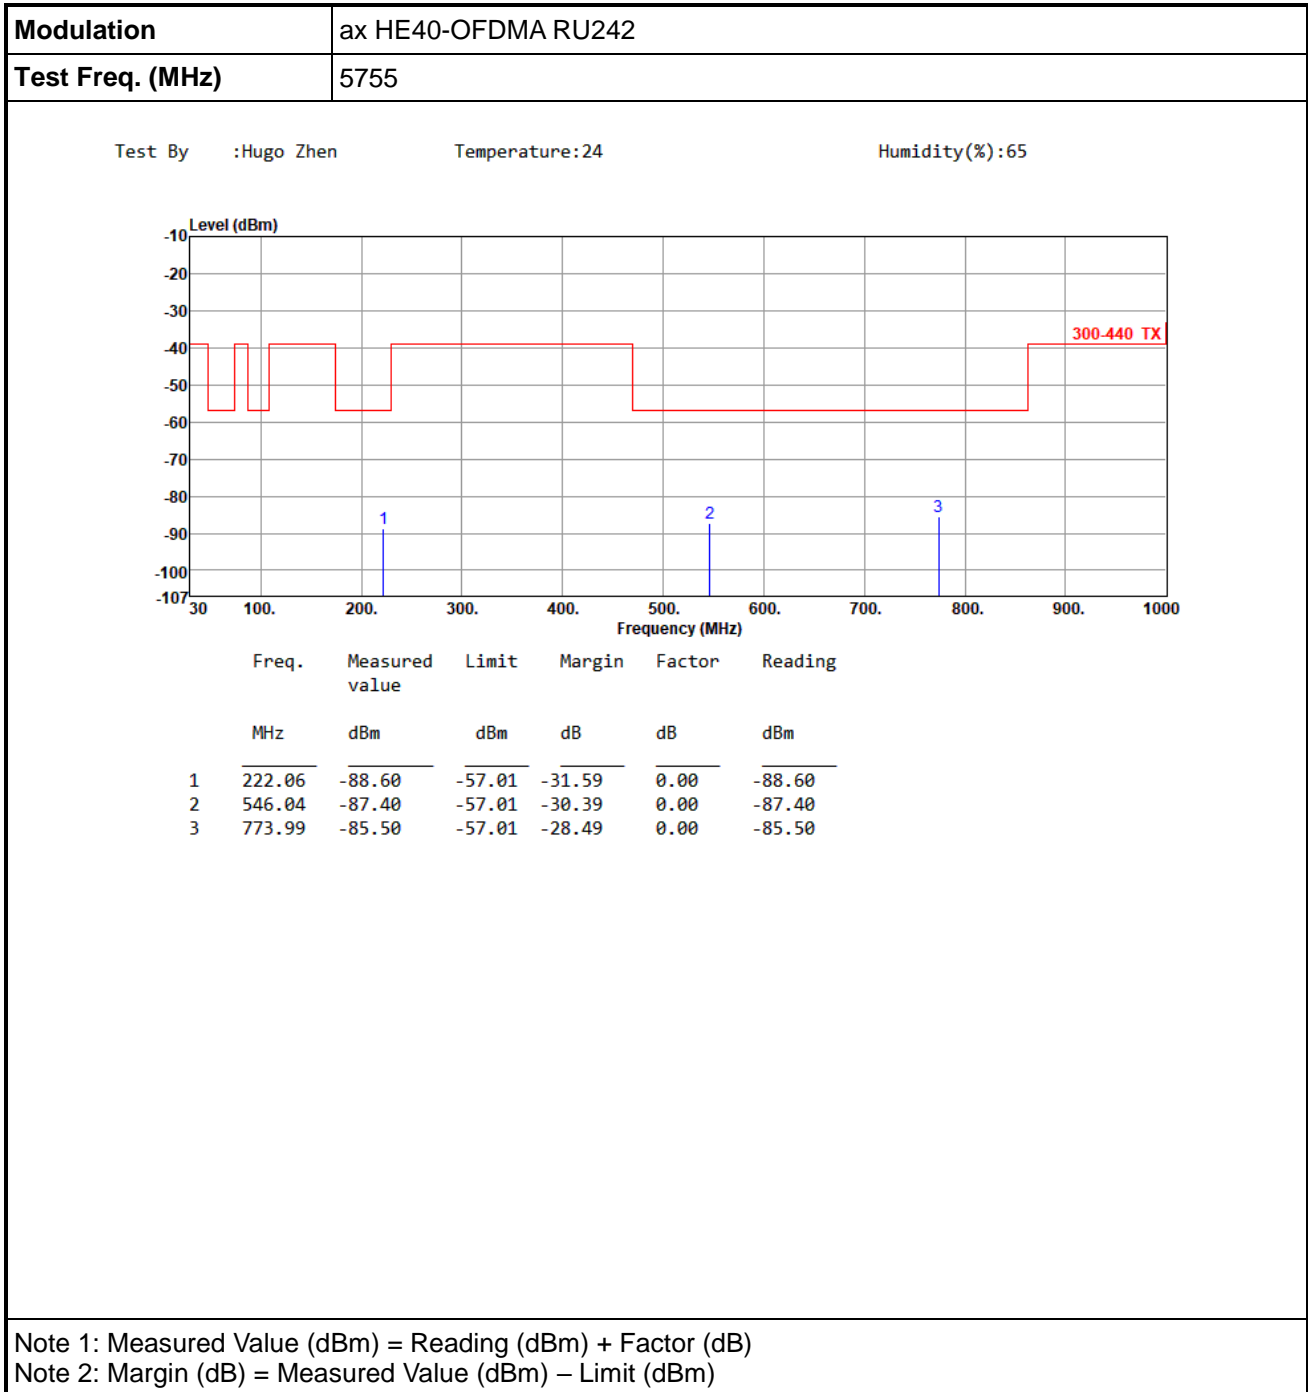 Modulation ax HE40-OFDMA RU242
Test Freq. (MHz) 5755
Test By :Hugo Zhen Temperature:24 Humidity(%):65
Level (dBm)
-10
-20
-30
300-440 TX
-40
-50
-60
-70
-80
1 2 3
-90
-100
-107
30 100. 200. 300. 400. 500. 600. 700. 800. 900. 1000
Frequency (MHz)
Freq. Measured Limit Margin Factor Reading
value
MHz dBm dBm dB dB dBm
1 222.06 -88.60 -57.01 -31.59 0.00 -88.60
2 546.04 -87.40 -57.01 -30.39 0.00 -87.40
3 773.99 -85.50 -57.01 -28.49 0.00 -85.50
Note 1: Measured Value (dBm) = Reading (dBm) + Factor (dB)
Note 2: Margin (dB) = Measured Value (dBm) – Limit (dBm)